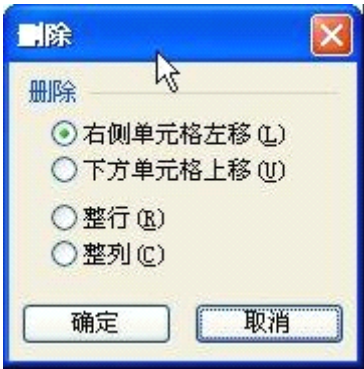 删除
删除
右侧单元格左移(L)
下方单元格上移(U)
整行(R)
整列(C)
确定
取消